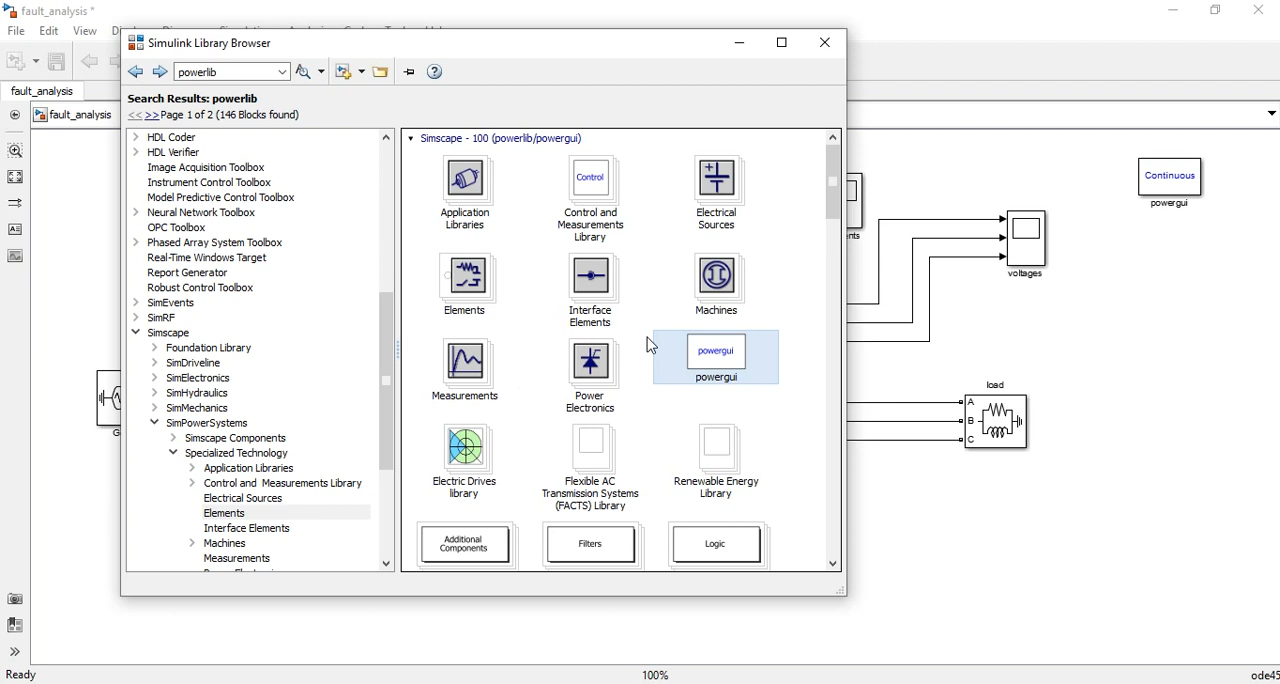 fault_analysis *
File Edit View
Simulink Library Browser
powerlib
fault_analysis
fault_analysis
Search Results: powerlib
<< >> Page 1 of 2 (146 Blocks found)
HDL Coder
HDL Verifier
Image Acquisition Toolbox
Instrument Control Toolbox
Model Predictive Control Toolbox
Neural Network Toolbox
OPC Toolbox
Phased Array System Toolbox
Real-Time Windows Target
Report Generator
Robust Control Toolbox
SimEvents
SimRF
Simscape
Foundation Library
SimDriveline
SimElectronics
SimHydraulics
SimMechanics
SimPowerSystems
Simscape Components
Specialized Technology
Application Libraries
Control and Measurements Library
Electrical Sources
Elements
Interface Elements
Machines
Measurements
Simscape - 100 (powerlib/powergui)
Application
Libraries
Control
Control and
Measurements
Library
Electrical
Sources
Elements
Interface
Elements
Machines
Measurements
Power
Electronics
powergui
powergui
Electric Drives
library
Flexible AC
Transmission Systems
(FACTS) Library
Renewable Energy
Library
Additional
Components
Filters
Logic
Continuous
powergui
voltages
load
A
B
C
Ready
100%
ode45